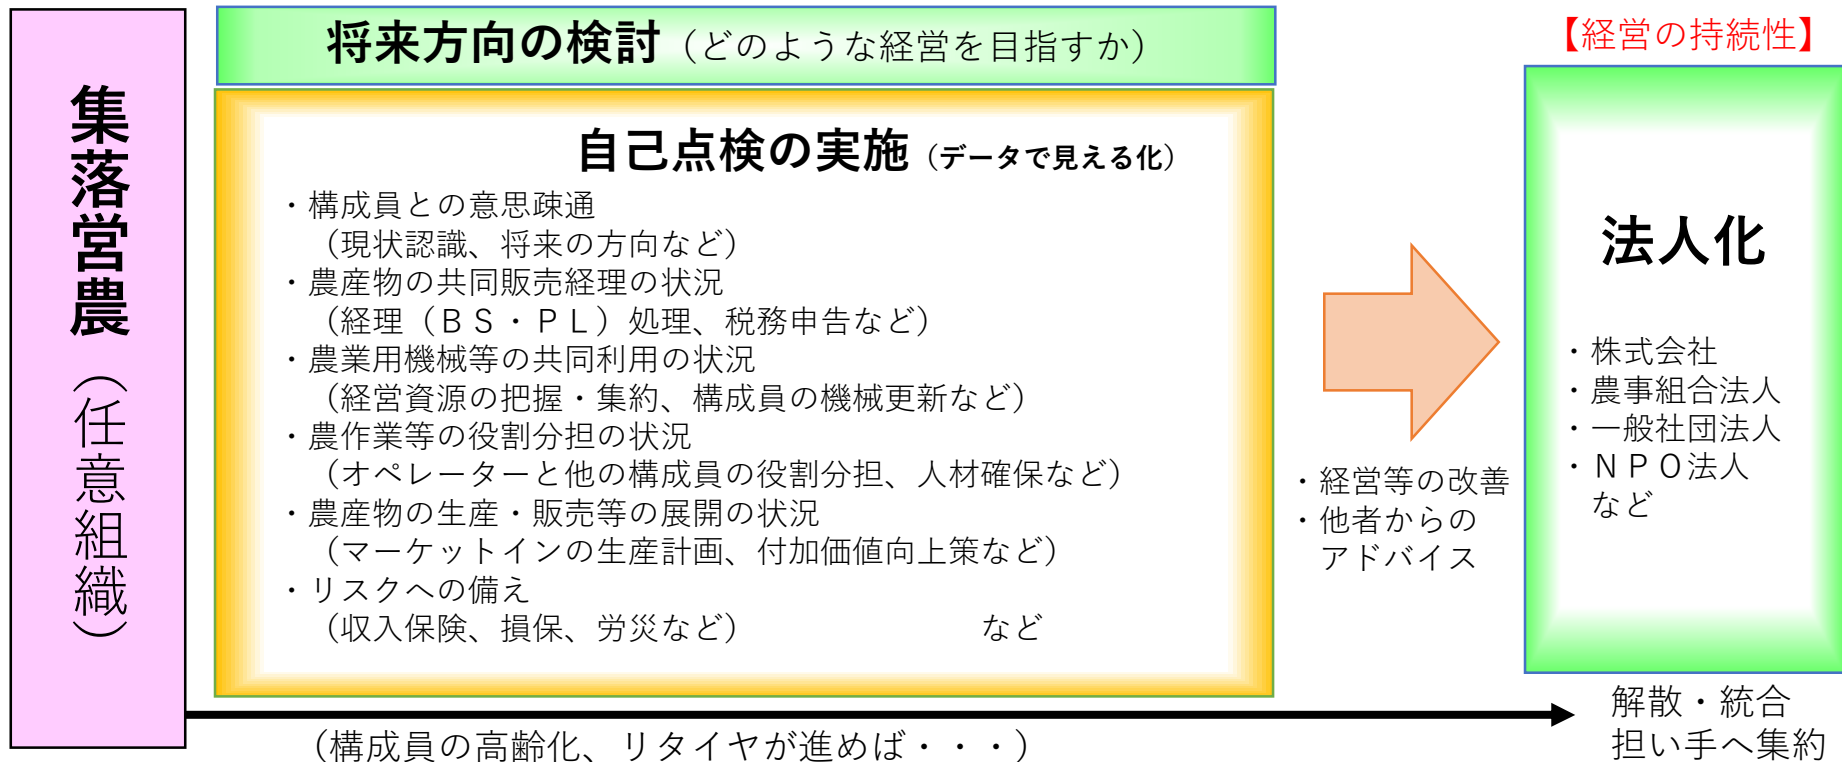 集落営農（任意組織）
将来方向の検討（どのような経営を目指すか）
自己点検の実施（データで見える化）
・構成員との意思疎通
（現状認識、将来の方向など）
・農産物の共同販売経理の状況
（経理（ＢＳ・ＰＬ）処理、税務申告など）
・農業用機械等の共同利用の状況
（経営資源の把握・集約、構成員の機械更新など）
・農作業等の役割分担の状況
（オペレーターと他の構成員の役割分担、人材確保など）
・農産物の生産・販売等の展開の状況
（マーケットインの生産計画、付加価値向上策など）
・リスクへの備え
（収入保険、損保、労災など）　など
・経営等の改善
・他者からの
アドバイス
【経営の持続性】
法人化
・株式会社
・農事組合法人
・一般社団法人
・ＮＰＯ法人
など
（構成員の高齢化、リタイヤが進めば・・・）
解散・統合
担い手へ集約